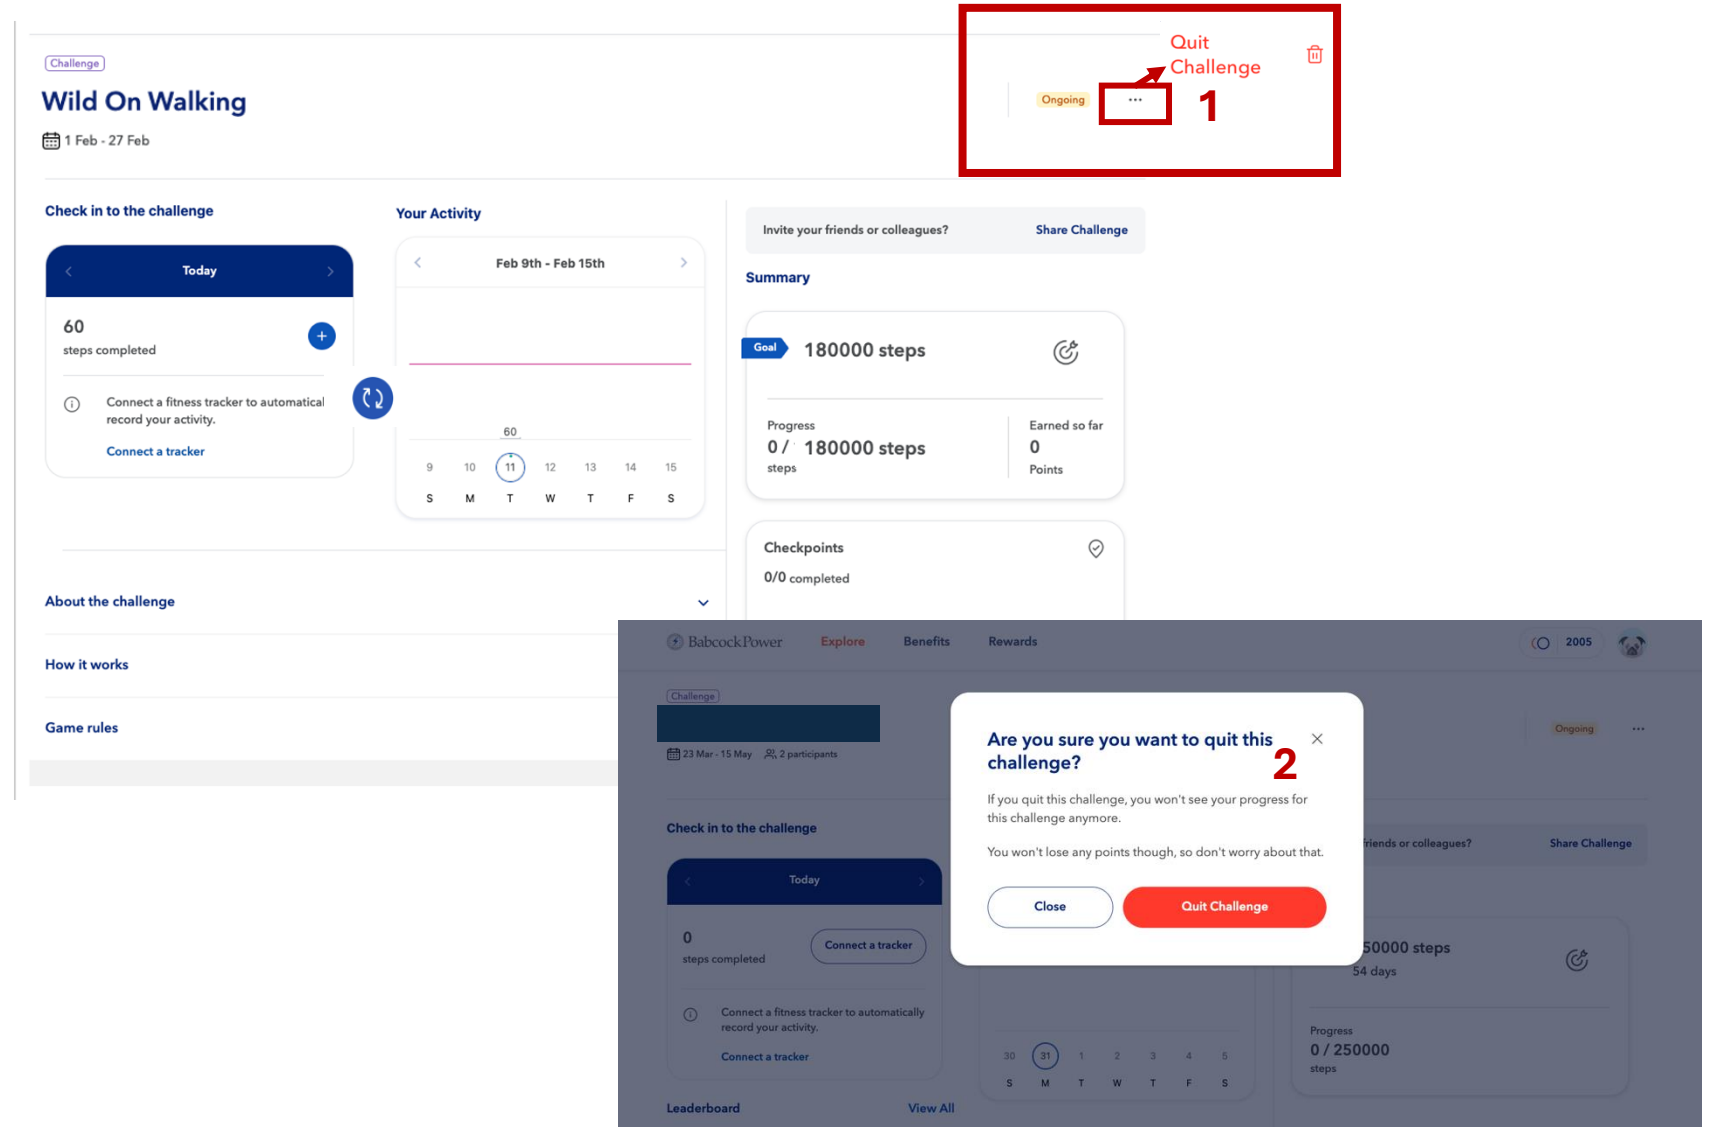 Challenge
Wild On Walking
1 Feb - 27 Feb
Ongoing
...
Quit
Challenge
1
Check in to the challenge
Today
60
steps completed
Connect a fitness tracker to automatical
record your activity.
Connect a tracker
Your Activity
Feb 9th - Feb 15th
60
9 10 11 12 13 14 15
S M T W T F S
Invite your friends or colleagues? Share Challenge
Summary
Goal 180000 steps
Progress
0 / 180000 steps
steps
Earned so far
0
Points
Checkpoints
0/0 completed
About the challenge
How it works
Game rules
BabcockPower Explore Benefits Rewards 2005
Challenge
23 Mar - 15 May 2 participants
Ongoing ...
Check in to the challenge
Today
0
steps completed
Connect a tracker
Connect a fitness tracker to automatically
record your activity.
Connect a tracker
Leaderboard View All
Are you sure you want to quit this
challenge?
2
If you quit this challenge, you won't see your progress for
this challenge anymore.
You won't lose any points though, so don't worry about that.
Close Quit Challenge
30 31 1 2 3 4 5
S M T W T F S
friends or colleagues? Share Challenge
50000 steps
54 days
Progress
0 / 250000
steps